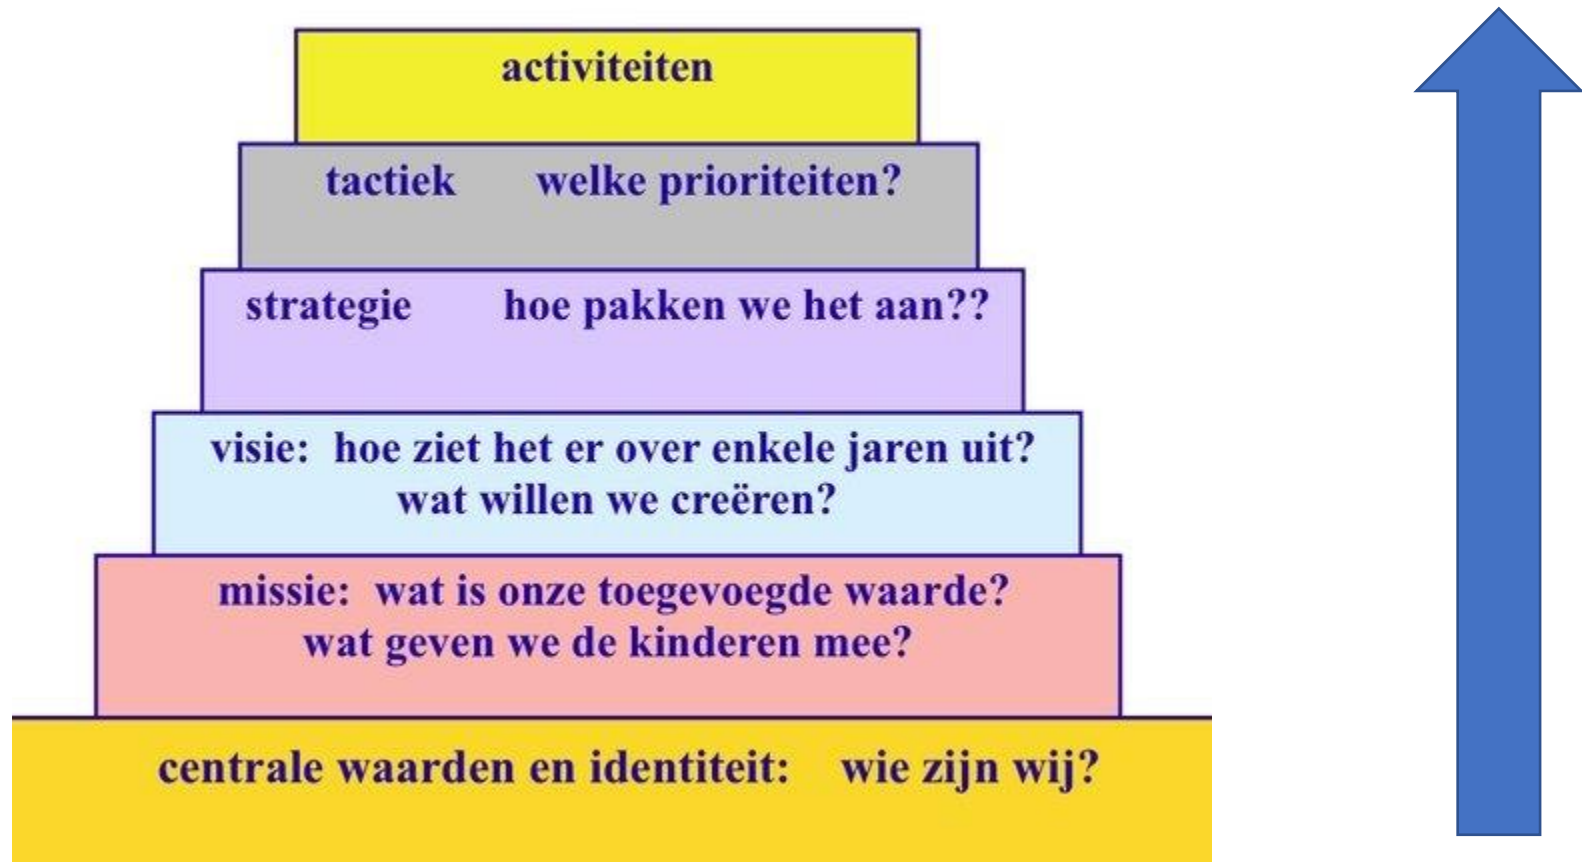 activiteiten
tactiek welke prioriteiten?
strategie hoe pakken we het aan??
visie: hoe ziet het er over enkele jaren uit?
wat willen we creëren?
missie: wat is onze toegevoegde waarde?
wat geven we de kinderen mee?
centrale waarden en identiteit: wie zijn wij?